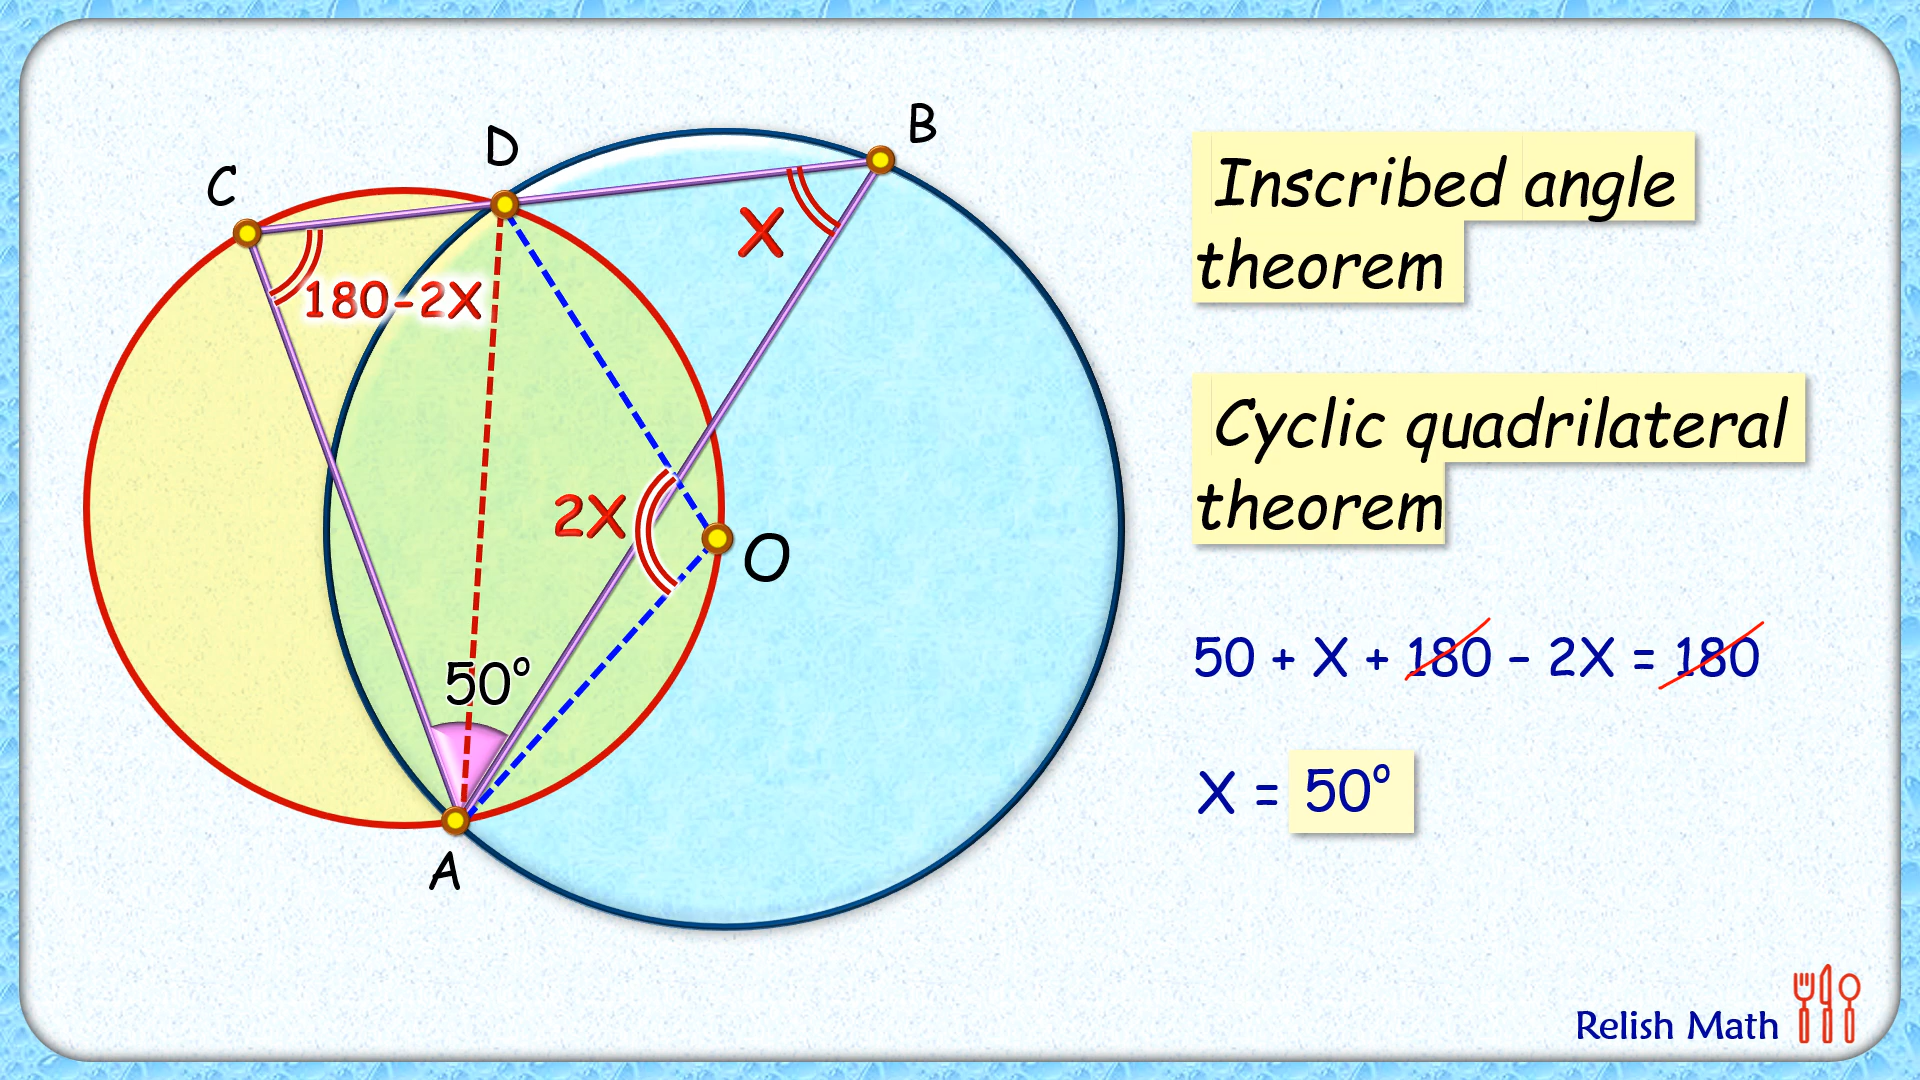 C
D
B
X
180-2X
2X
O
50°
A
Inscribed angle
theorem
Cyclic quadrilateral
theorem
50 + X + 180 - 2X = 180
X = 50°
Relish Math